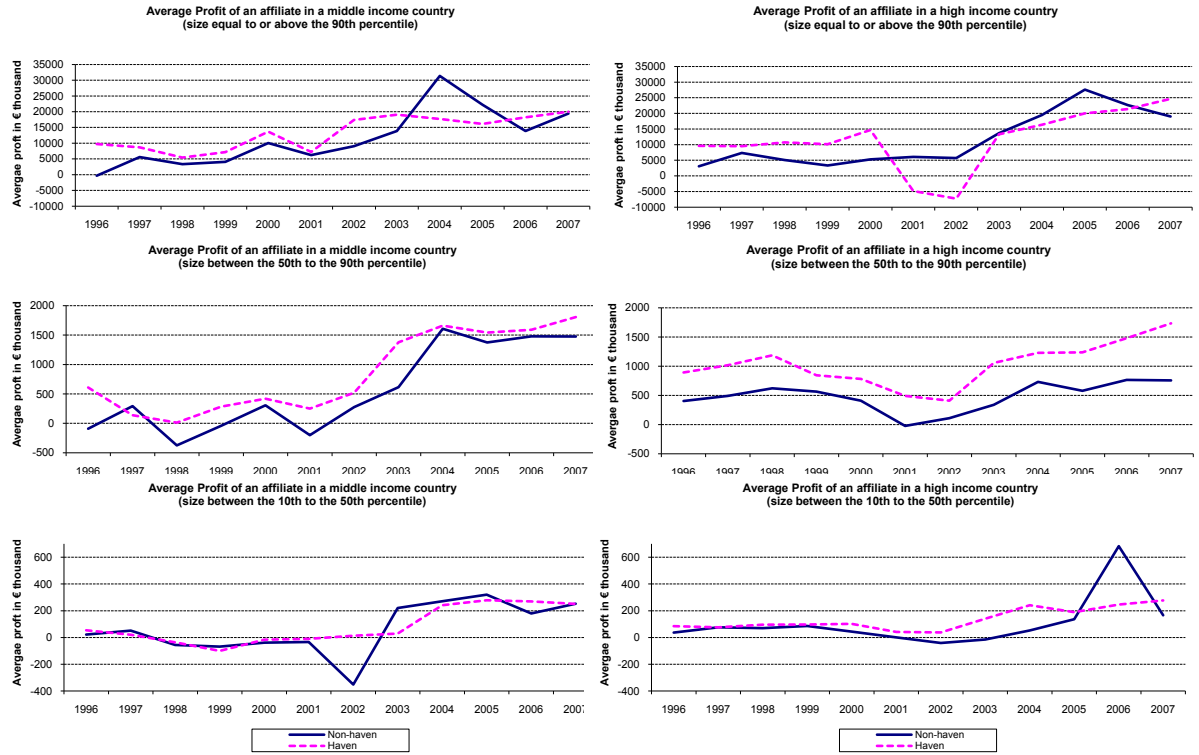 Average Profit of an affiliate in a middle income country
(size equal to or above the 90th percentile)
Avergae proift in € thousand
35000
30000
25000
20000
15000
10000
5000
0
-5000
-10000
1996 1997 1998 1999 2000 2001 2002 2003 2004 2005 2006 2007
Average Profit of an affiliate in a high income country
(size equal to or above the 90th percentile)
Avergae proft in € thousand
35000
30000
25000
20000
15000
10000
5000
0
-5000
-10000
1996 1997 1998 1999 2000 2001 2002 2003 2004 2005 2006 2007
Average Profit of an affiliate in a middle income country
(size between the 50th to the 90th percentile)
Avergae proft in € thousand
2000
1500
1000
500
0
-500
1996 1997 1998 1999 2000 2001 2002 2003 2004 2005 2006 2007
Average Profit of an affiliate in a high income country
(size between the 50th to the 90th percentile)
Avergae proft in € thousand
2000
1500
1000
500
0
-500
1996 1997 1998 1999 2000 2001 2002 2003 2004 2005 2006 2007
Average Profit of an affiliate in a middle income country
(size between the 10th to the 50th percentile)
Avergae proft in € thousand
600
400
200
0
-200
-400
1996 1997 1998 1999 2000 2001 2002 2003 2004 2005 2006 2007
Average Profit of an affiliate in a high income country
(size between the 10th to the 50th percentile)
Avergae proft in € thousand
600
400
200
0
-200
-400
1996 1997 1998 1999 2000 2001 2002 2003 2004 2005 2006 2007
Non-haven
Haven
Non-haven
Haven